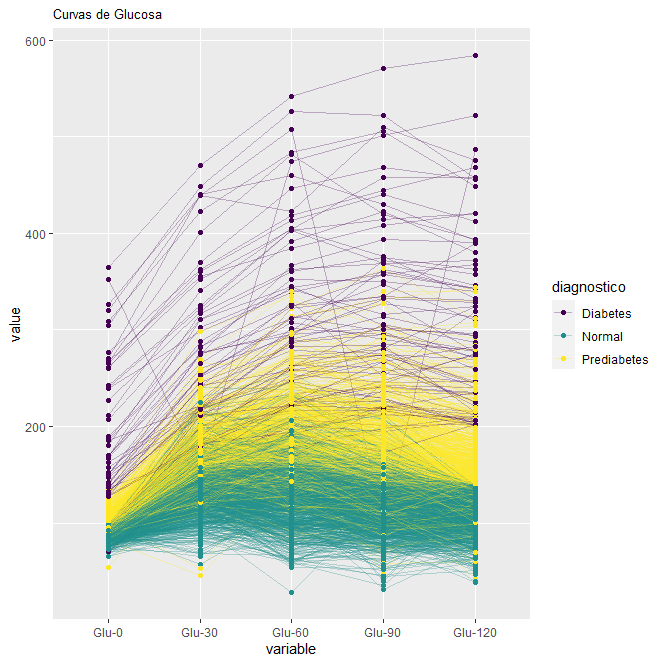 Curvas de Glucosa
600
400
200
value
Glu-0 Glu-30 Glu-60 Glu-90 Glu-120
variable
diagnostico
Diabetes
Normal
Prediabetes